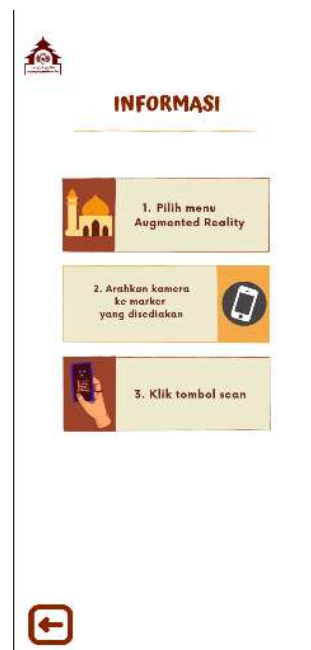 INFORMASI
1. Pilih menu
Augmented Reality
2. Arahkan kamera
ke marker
yang disediakan
3. Klik tombol scan